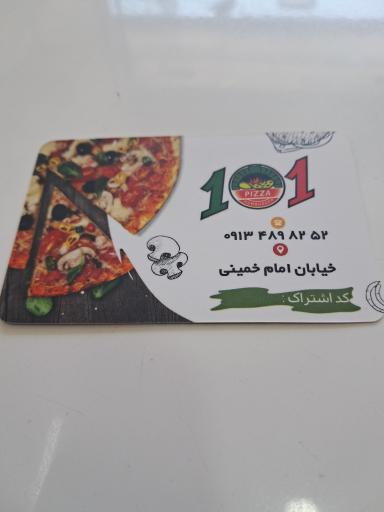 101
PIZZA
۰۹۱۳ ۴۸۹ ۸۲ ۵۲
خیابان امام خمینی
کد اشتراک :